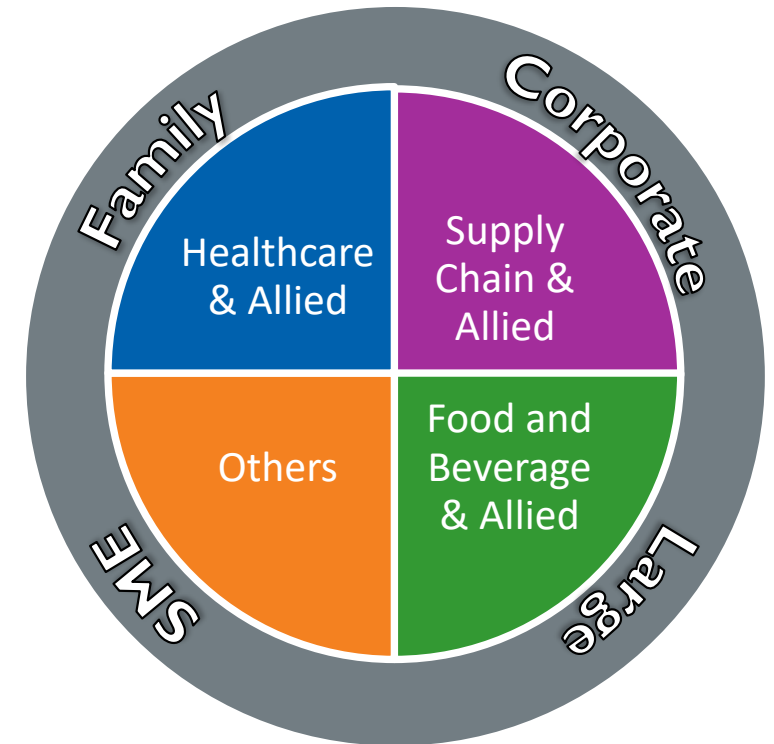 Family
Corporate
Healthcare
& Allied
Supply
Chain &
Allied
Others
Food and
Beverage
& Allied
SME
Large